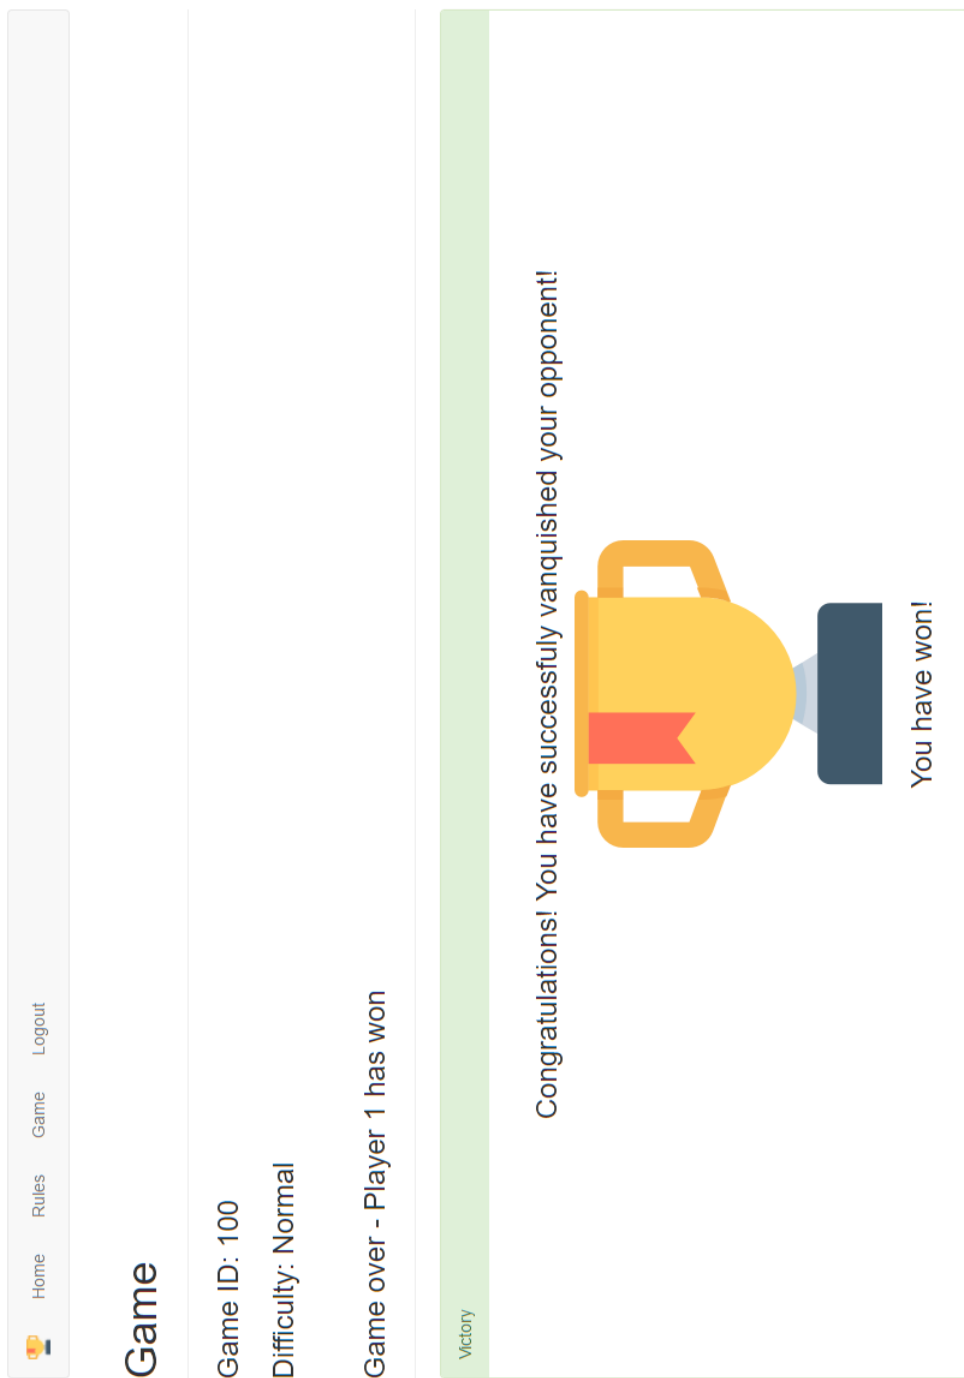 Home Rules Game Logout
Game
Game ID: 100
Difficulty: Normal
Game over - Player 1 has won
Victory
Congratulations! You have successfuly vanquished your opponent!
You have won!